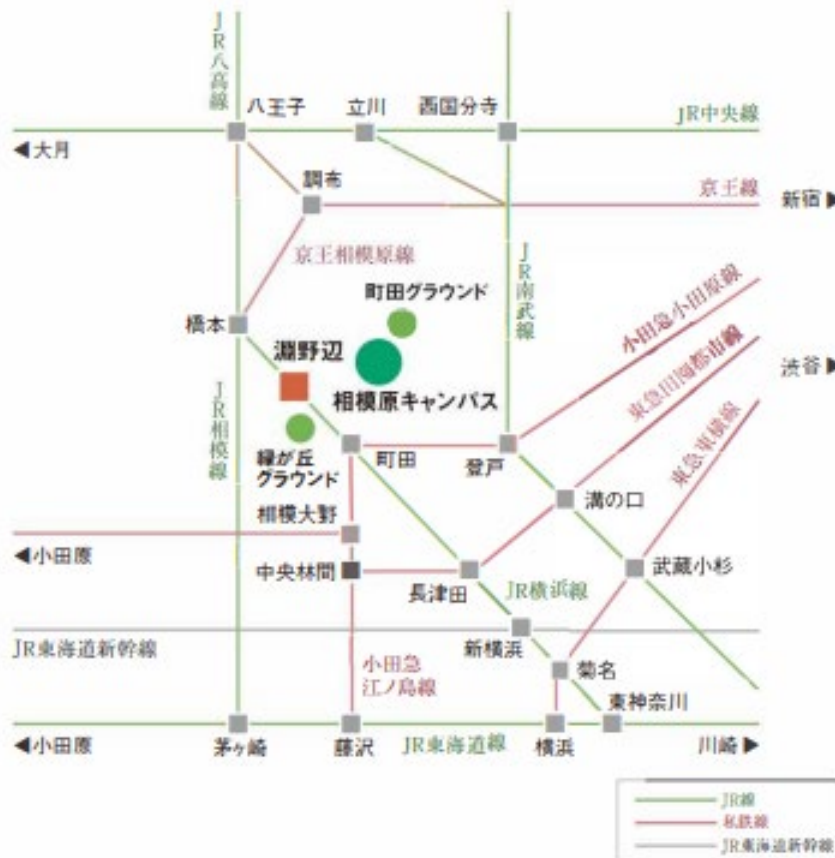 JR八高線
八王子
立川
西国分寺
JR中央線
◀大月
調布
京王線
新宿▶
京王相模原線
JR南武線
町田グラウンド
小田急小田原線
橋本
淵野辺
東急田園都市線
渋谷▶
相模原キャンパス
東急東横線
JR相模線
緑が丘
グラウンド
町田
登戸
溝の口
相模大野
◀小田原
中央林間
長津田
JR横浜線
武蔵小杉
JR東海道新幹線
新横浜
小田急
江ノ島線
菊名
東神奈川
◀小田原
茅ヶ崎
藤沢
JR東海道線
横浜
川崎▶
JR線
私鉄線
JR東海道新幹線